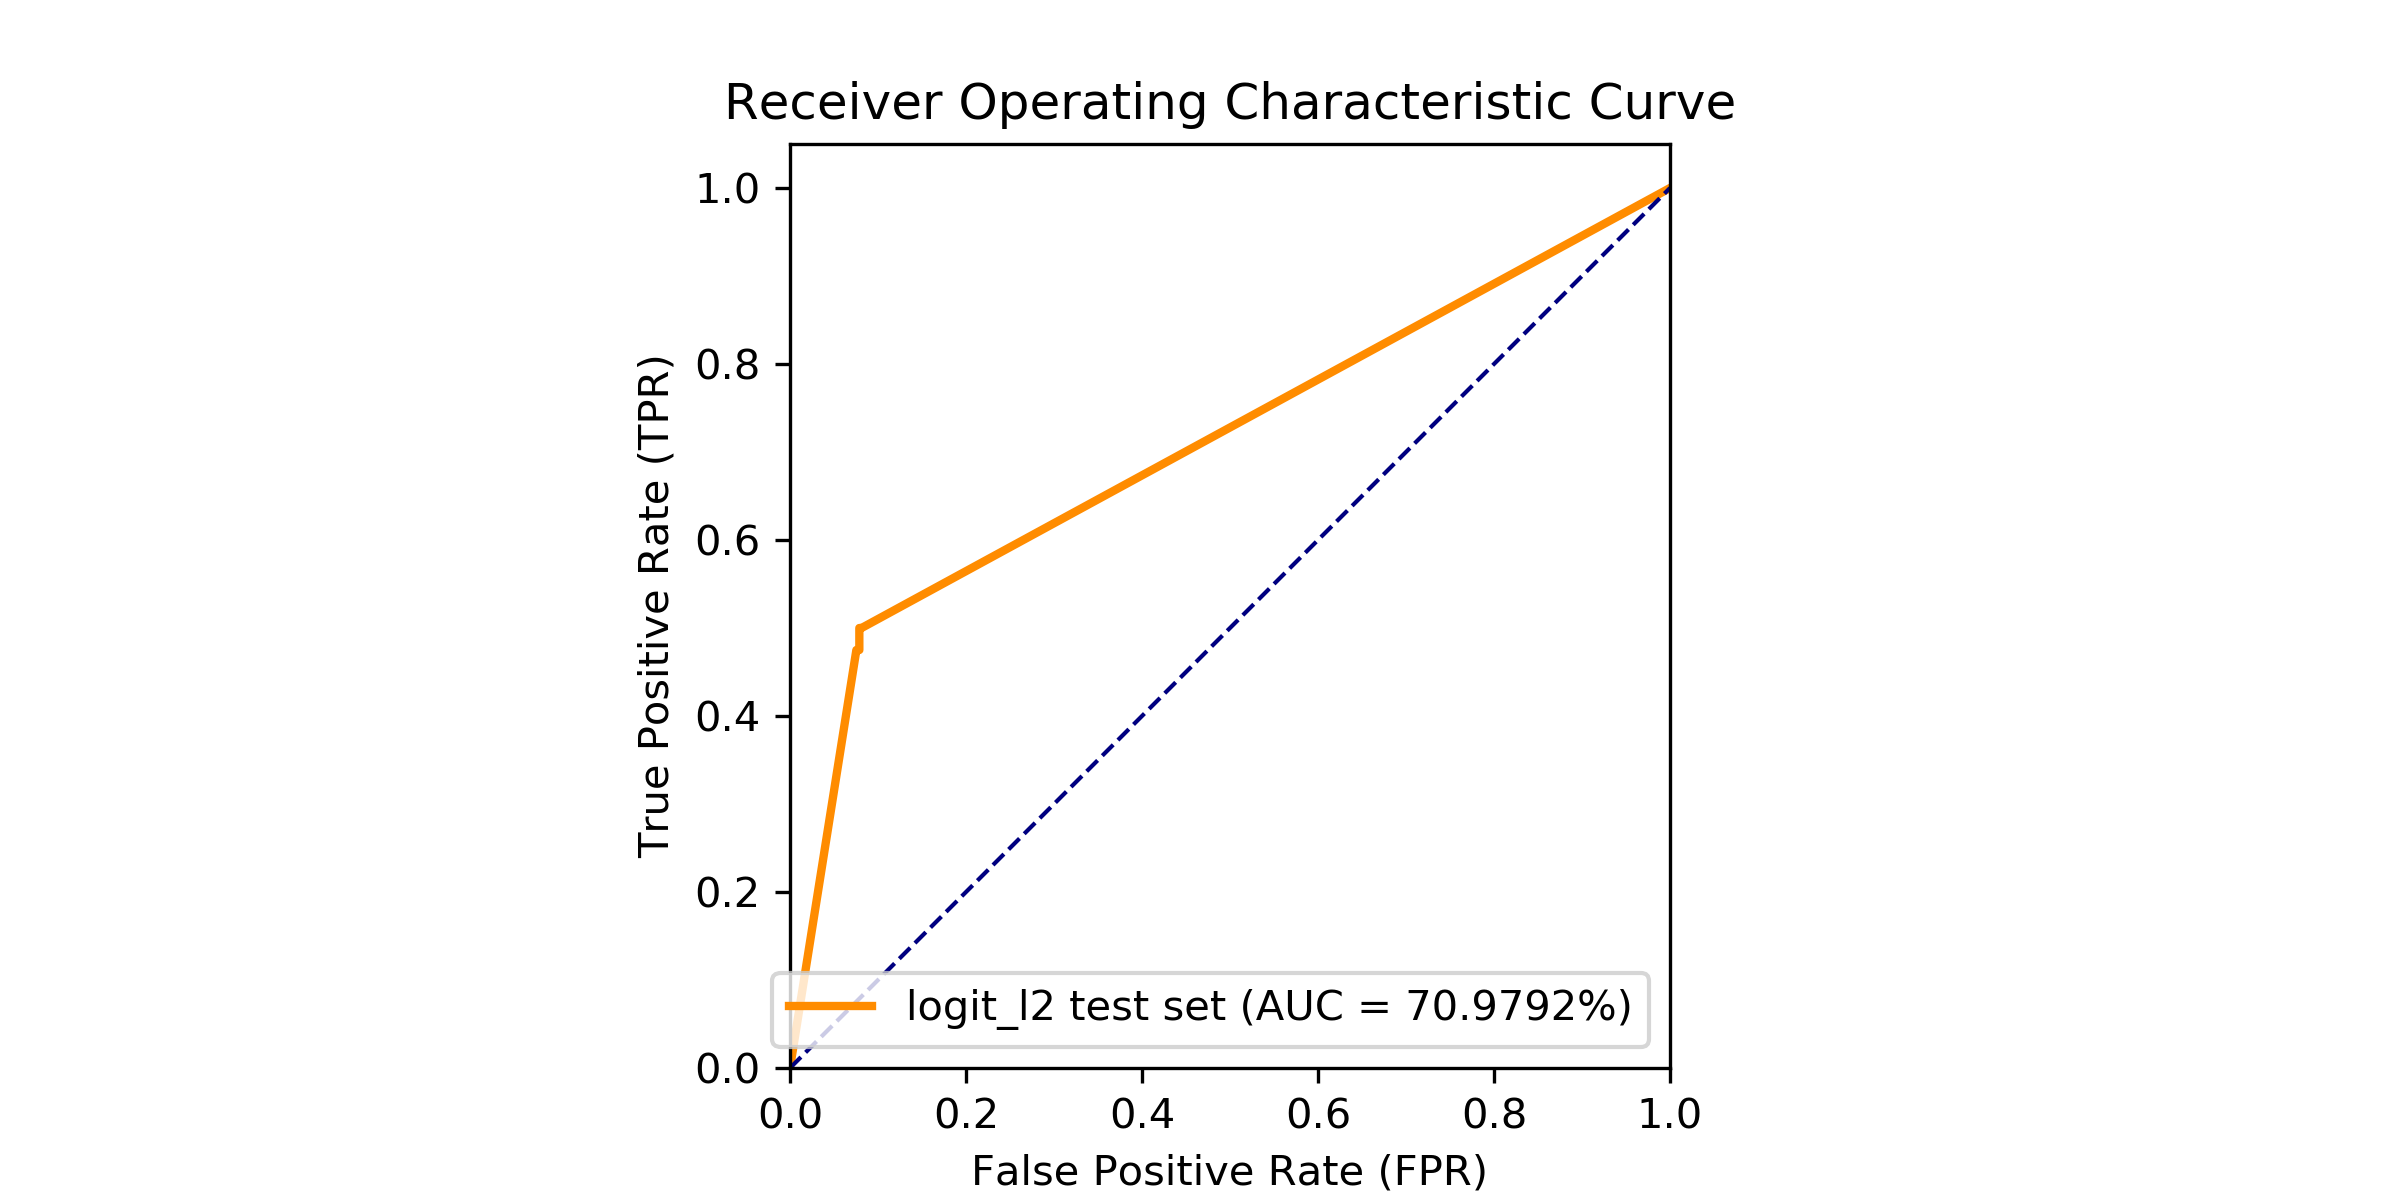 Receiver Operating Characteristic Curve
1.0
0.8
0.6
0.4
0.2
0.0
True Positive Rate (TPR)
logit_l2 test set (AUC = 70.9792%)
0.0 0.2 0.4 0.6 0.8 1.0
False Positive Rate (FPR)